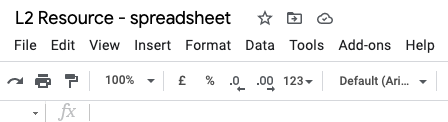 L2 Resource - spreadsheet
File Edit View Insert Format Data Tools Add-ons Help
100% £ % .0 .00 123 Default (Ari...
fx